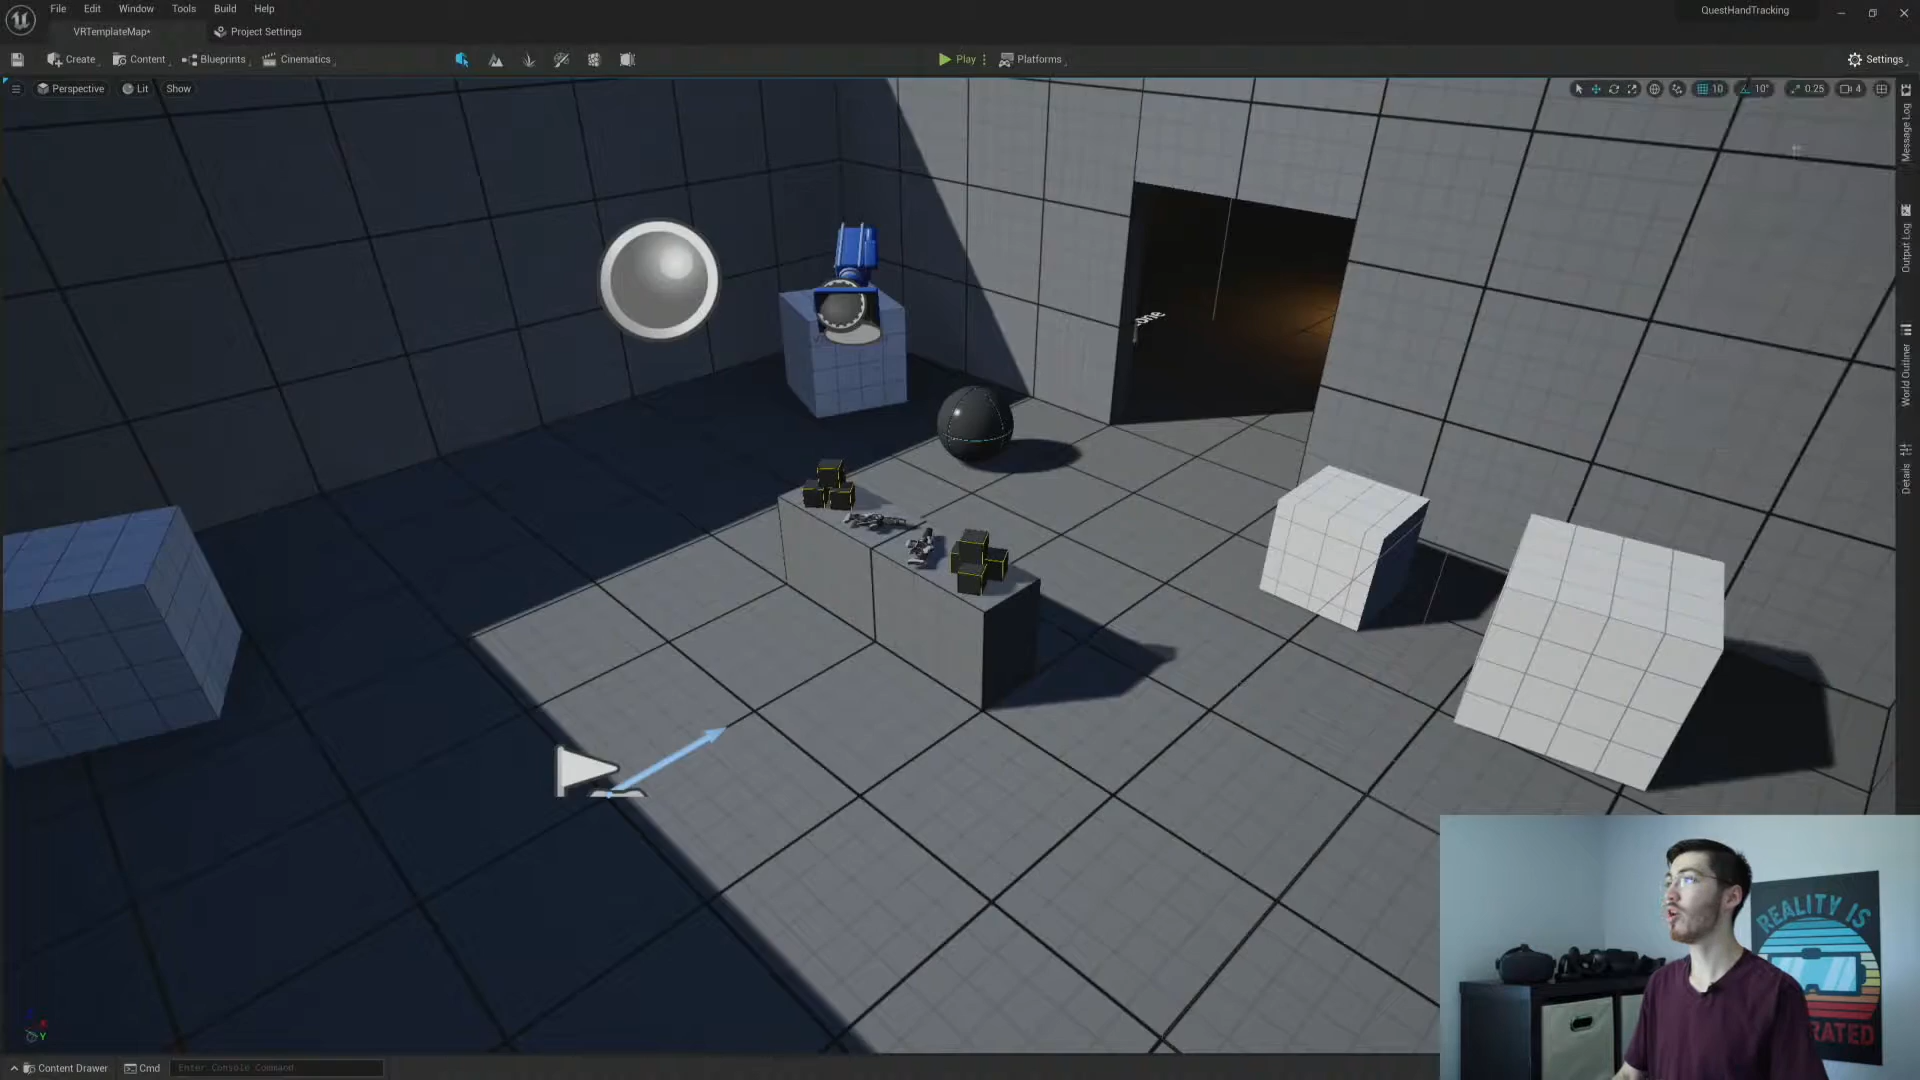 File Edit Window Tools Build Help
QuestHandTracking
VRTemplateMap*
Project Settings
Create Content Blueprints Cinematics
Play
Platforms
Settings
Perspective Lit Show
10 10° 0.25 4
Message Log
Output Log
World Outliner
Details
REALITY IS
RATED
Content Drawer Cmd Enter Console Command